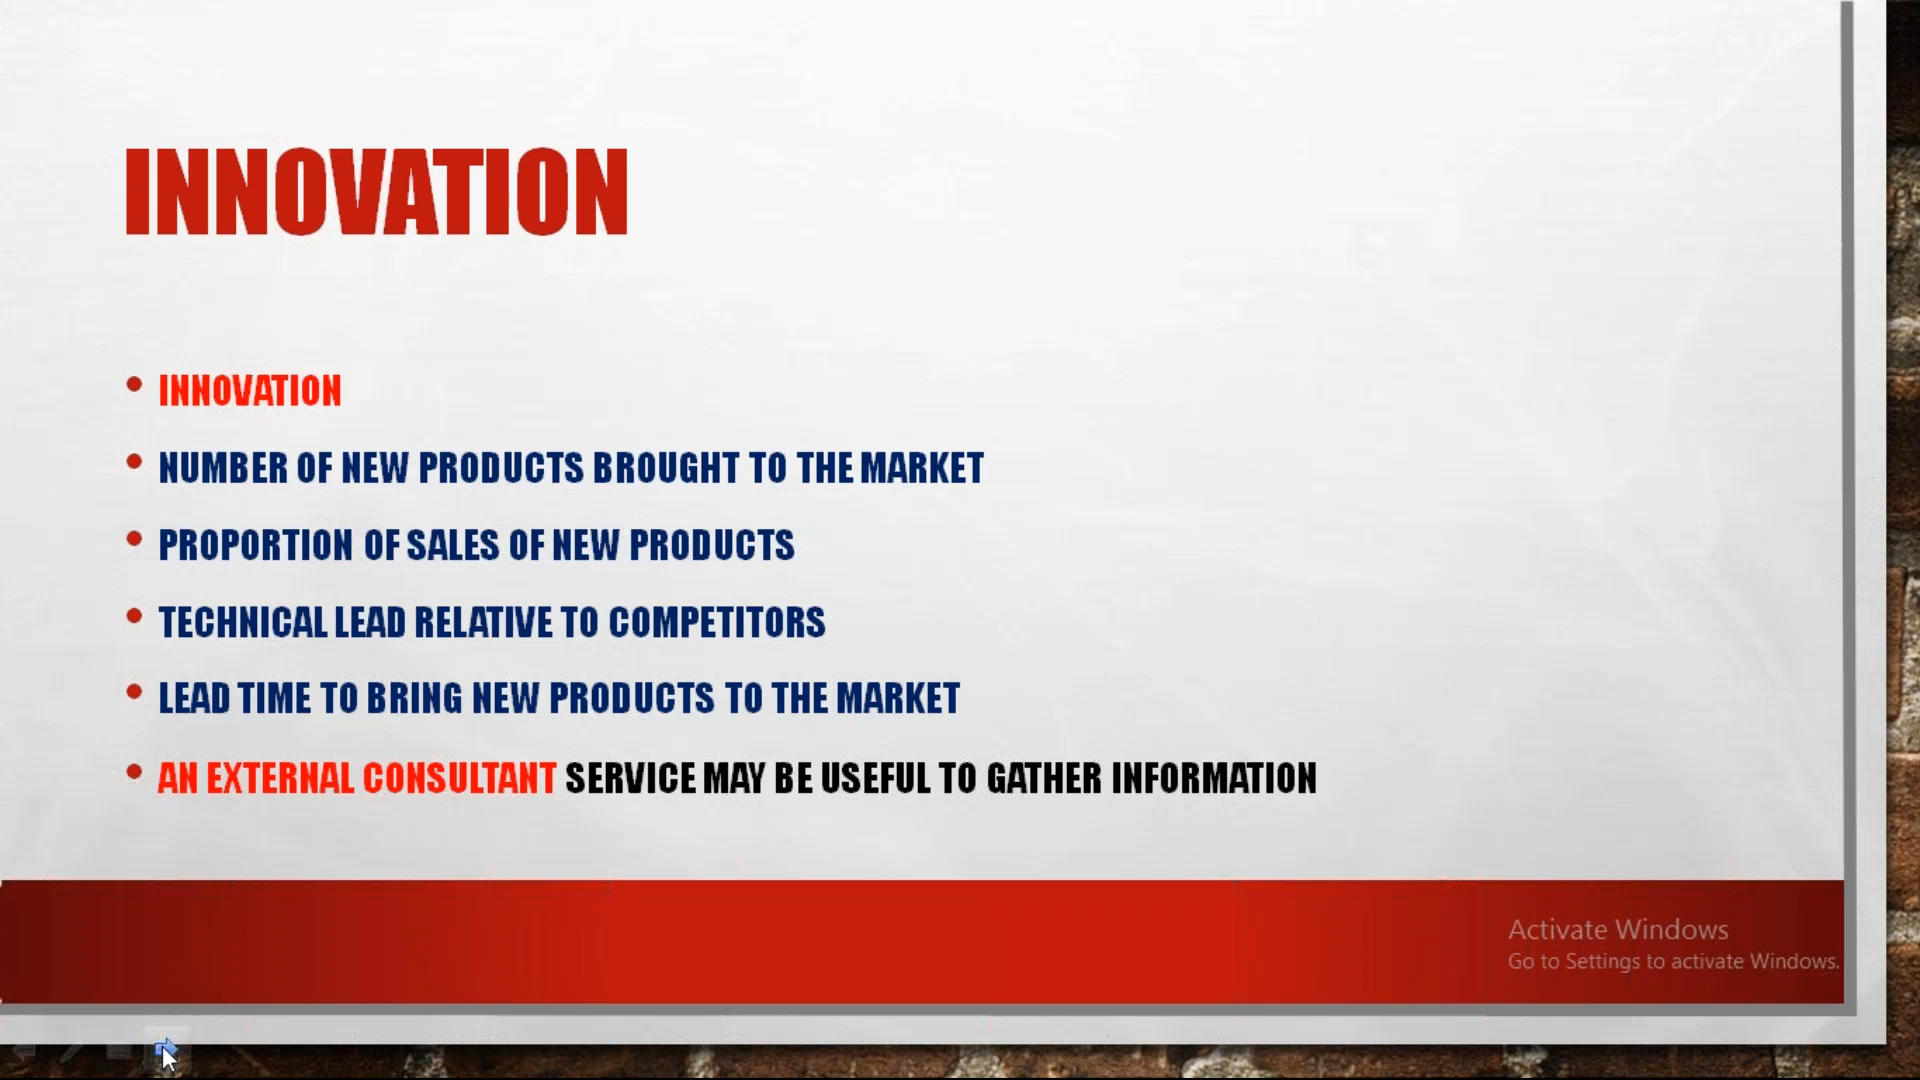 INNOVATION
INNOVATION
NUMBER OF NEW PRODUCTS BROUGHT TO THE MARKET
PROPORTION OF SALES OF NEW PRODUCTS
TECHNICAL LEAD RELATIVE TO COMPETITORS
LEAD TIME TO BRING NEW PRODUCTS TO THE MARKET
AN EXTERNAL CONSULTANT SERVICE MAY BE USEFUL TO GATHER INFORMATION
Activate Windows
Go to Settings to activate Windows.